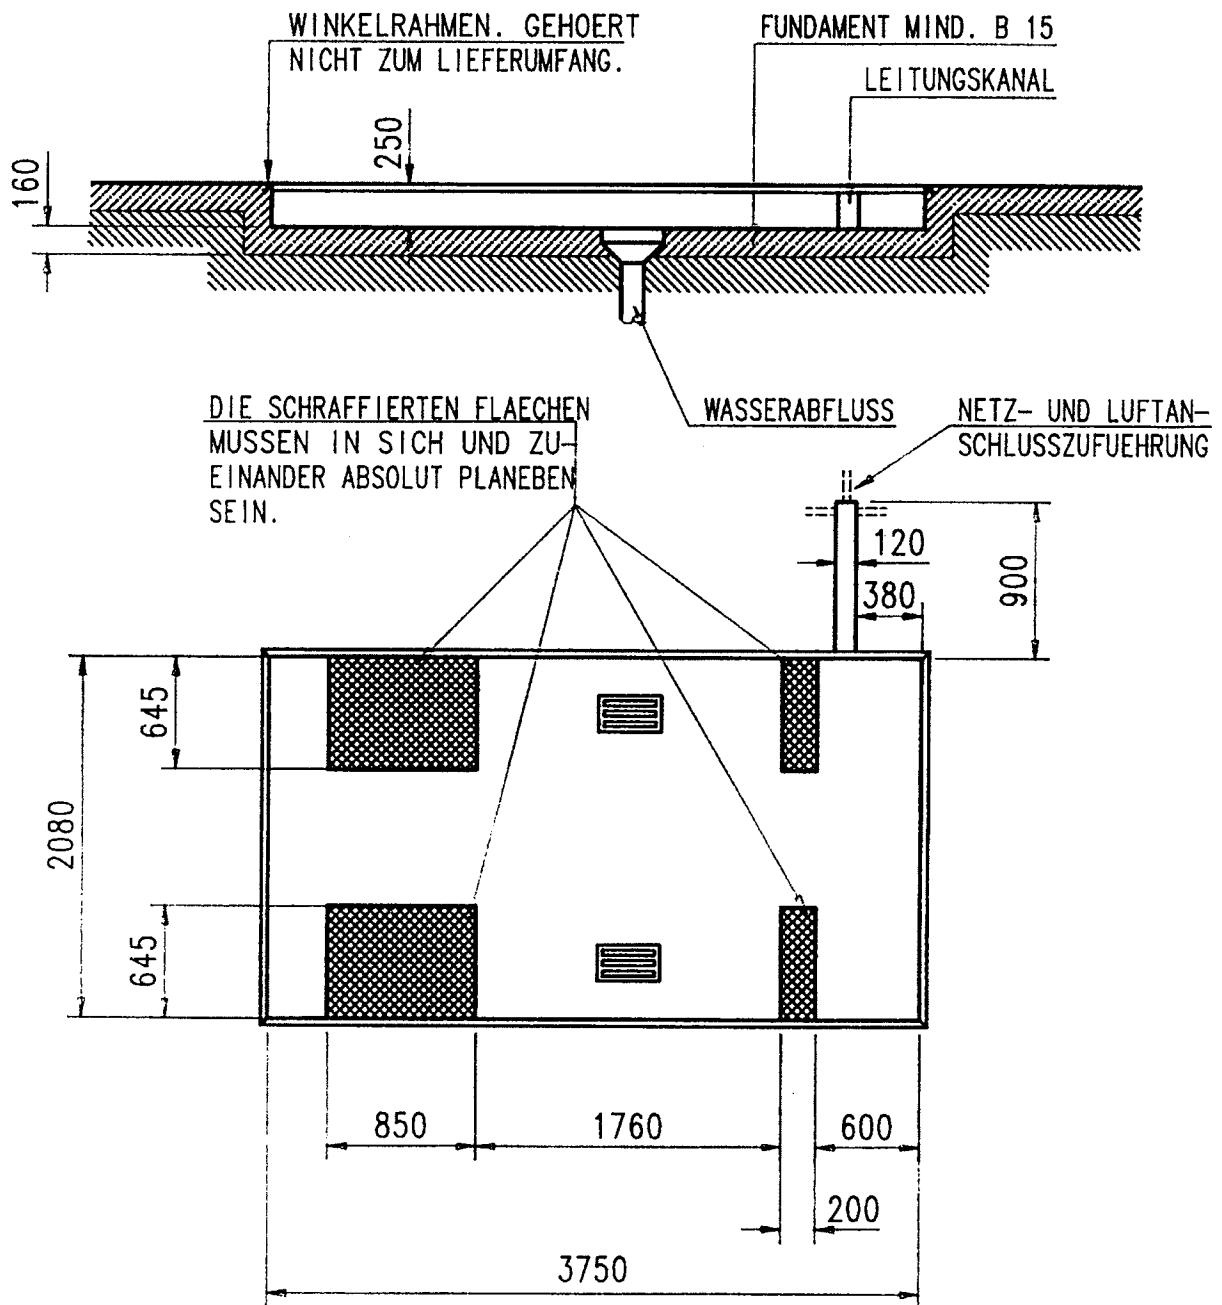 WINKELRAHMEN. GEHOERT
NICHT ZUM LIEFERUMFANG.
FUNDAMENT MIND. B 15
LEITUNGSKANAL
250
160
DIE SCHRAFFIERTEN FLAECHEN
MUSSEN IN SICH UND ZU-
EINANDER ABSOLUT PLANEBEN
SEIN.
WASSERABFLUSS
NETZ- UND LUFTAN-
SCHLUSSZUFUEHRUNG
120
900
380
645
2080
645
850
1760
600
200
3750